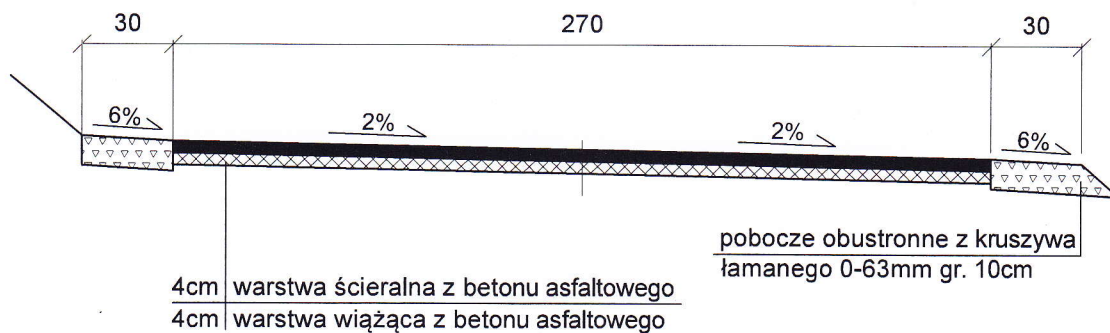 30 270 30
6% 2% 2% 6%
pobocze obustronne z kruszywa
łamanego 0-63mm gr. 10cm
4cm warstwa ścieralna z betonu asfaltowego
4cm warstwa wiążąca z betonu asfaltowego